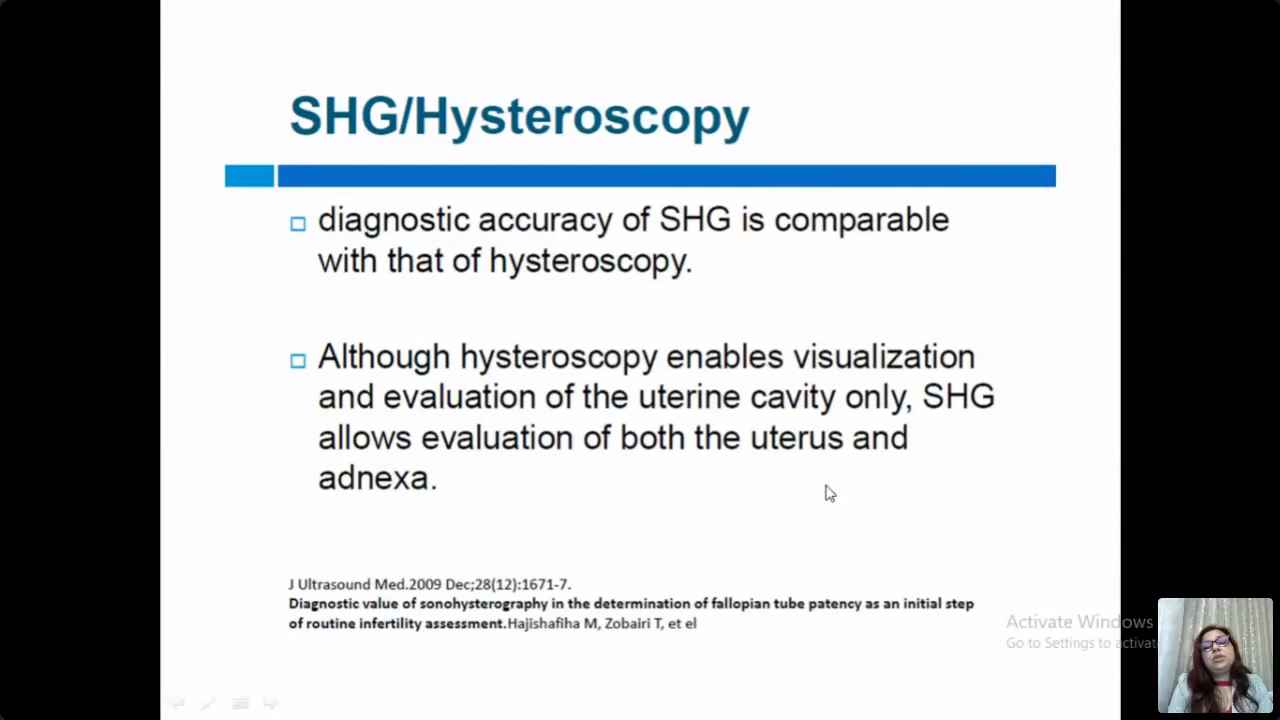 SHG/Hysteroscopy
diagnostic accuracy of SHG is comparable
with that of hysteroscopy.
Although hysteroscopy enables visualization
and evaluation of the uterine cavity only, SHG
allows evaluation of both the uterus and
adnexa.
J Ultrasound Med.2009 Dec;28(12):1671-7.
Diagnostic value of sonohysterography in the determination of fallopian tube patency as an initial step
of routine infertility assessment.Hajishafiha M, Zobairi T, et el
Activate Windows
Go to Settings to activate